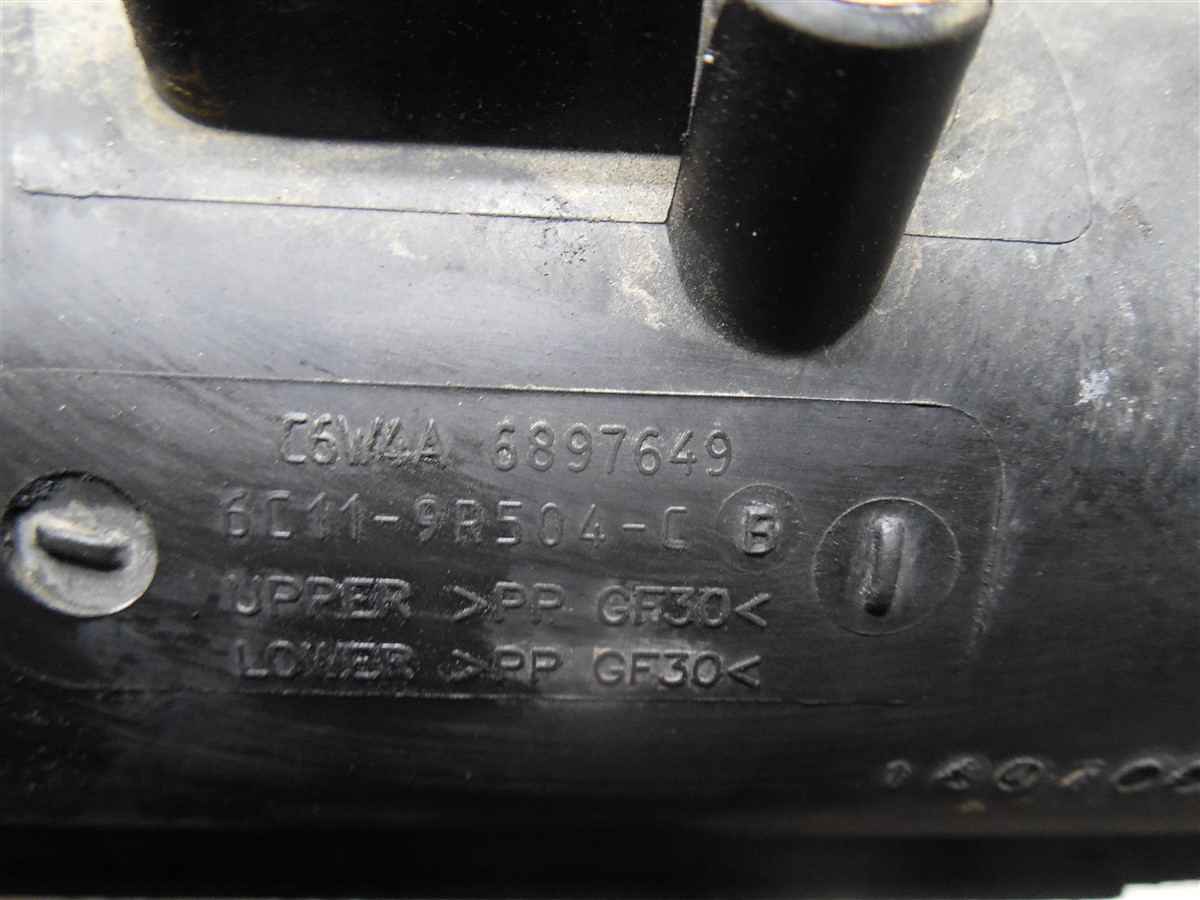 C6W4A 6897649
6C11-9R504-C B
UPPER >PP GF30<
LOWER >PP GF30<